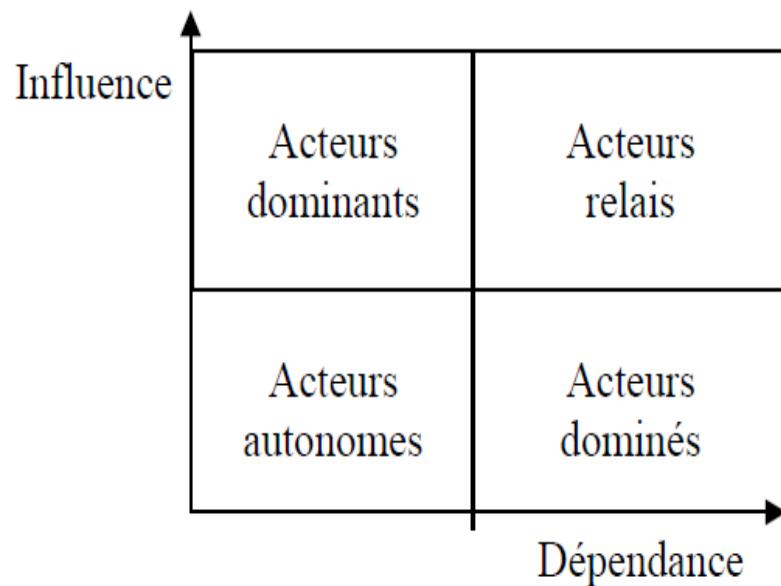 Influence
Acteurs
dominants
Acteurs
relais
Acteurs
autonomes
Acteurs
dominés
Dépendance